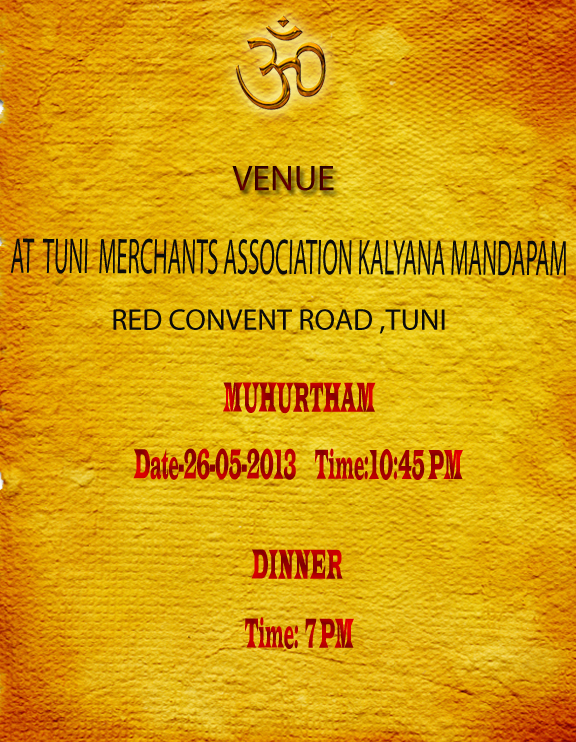 ॐ
VENUE
AT TUNI MERCHANTS ASSOCIATION KALYANA MANDAPAM
RED CONVENT ROAD ,TUNI
MUHURTHAM
Date-26-05-2013 Time:10:45 PM
DINNER
Time: 7 PM